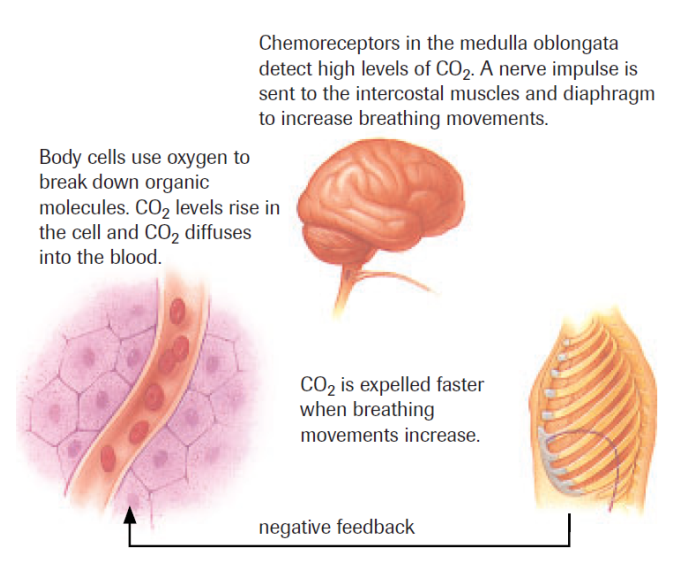 Chemoreceptors in the medulla oblongata
detect high levels of CO₂. A nerve impulse is
sent to the intercostal muscles and diaphragm
to increase breathing movements.
Body cells use oxygen to
break down organic
molecules. CO₂ levels rise in
the cell and CO₂ diffuses
into the blood.
CO₂ is expelled faster
when breathing
movements increase.
negative feedback